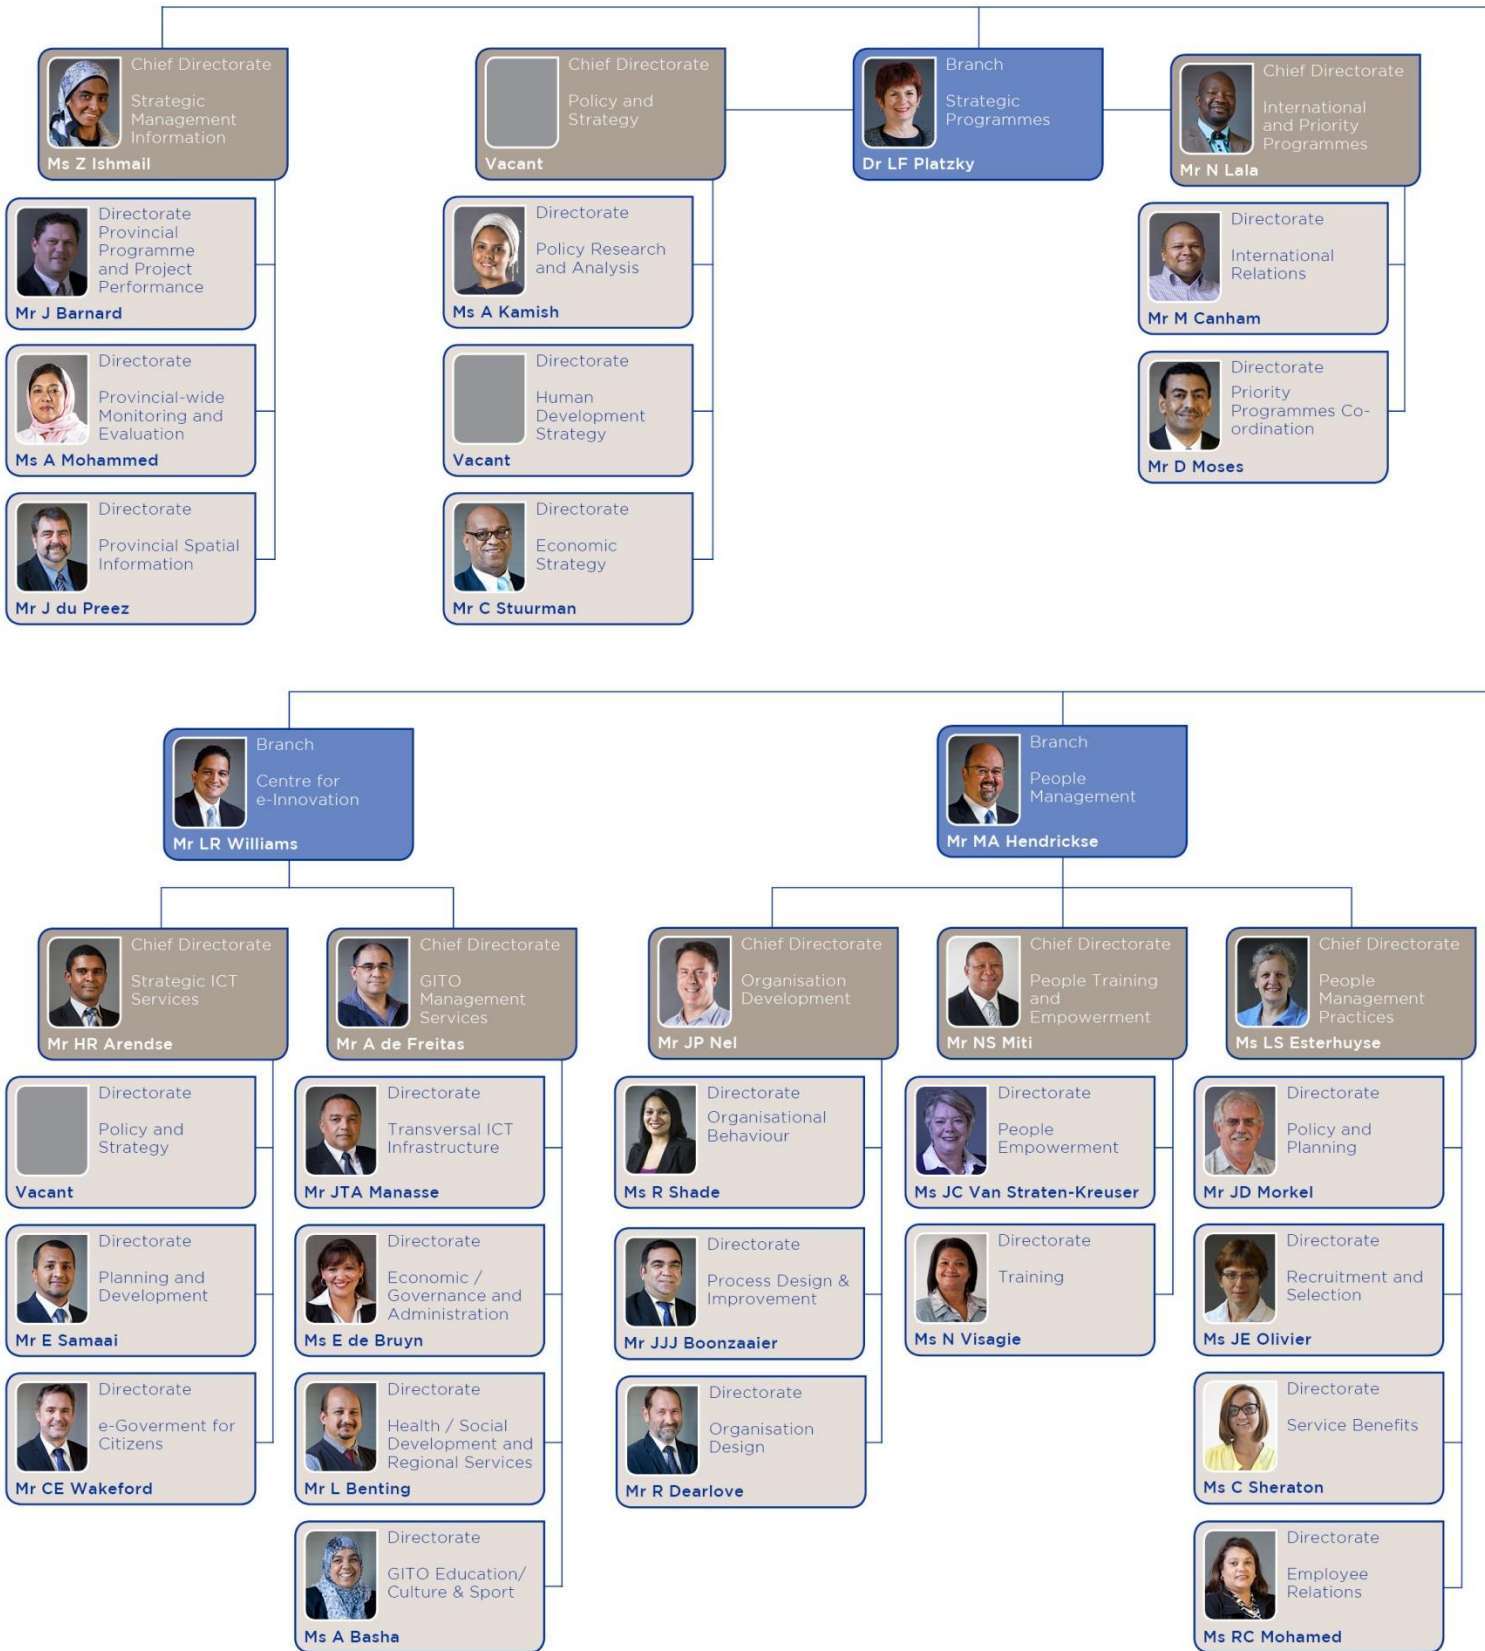 Chief Directorate
Strategic
Management
Information
Ms Z Ishmail
Chief Directorate
Policy and
Strategy
Vacant
Branch
Strategic
Programmes
Dr LF Platzky
Chief Directorate
International
and Priority
Programmes
Mr N Lala
Directorate
Provincial
Programme
and Project
Performance
Mr J Barnard
Directorate
Policy Research
and Analysis
Ms A Kamish
Directorate
International
Relations
Mr M Canham
Directorate
Provincial-wide
Monitoring and
Evaluation
Ms A Mohammed
Directorate
Human
Development
Strategy
Vacant
Directorate
Priority
Programmes Co-
ordination
Mr D Moses
Directorate
Provincial Spatial
Information
Mr J du Preez
Directorate
Economic
Strategy
Mr C Stuurman
Branch
Centre for
e-Innovation
Mr LR Williams
Branch
People
Management
Mr MA Hendrickse
Chief Directorate
Strategic ICT
Services
Mr HR Arendse
Chief Directorate
GITO
Management
Services
Mr A de Freitas
Chief Directorate
Organisation
Development
Mr JP Nel
Chief Directorate
People Training
and
Empowerment
Mr NS Miti
Chief Directorate
People
Management
Practices
Ms LS Esterhuyse
Directorate
Policy and
Strategy
Vacant
Directorate
Transversal ICT
Infrastructure
Mr JTA Manasse
Directorate
Organisational
Behaviour
Ms R Shade
Directorate
People
Empowerment
Ms JC Van Straten-Kreuser
Directorate
Policy and
Planning
Mr JD Morkel
Directorate
Planning and
Development
Mr E Samaai
Directorate
Economic /
Governance and
Administration
Ms E de Bruyn
Directorate
Process Design &
Improvement
Mr JJJ Boonzaaier
Directorate
Training
Ms N Visagie
Directorate
Recruitment and
Selection
Ms JE Olivier
Directorate
e-Goverment for
Citizens
Mr CE Wakeford
Directorate
Health / Social
Development and
Regional Services
Mr L Benting
Directorate
Organisation
Design
Mr R Dearlove
Directorate
Service Benefits
Ms C Sheraton
Directorate
GITO Education/
Culture & Sport
Ms A Basha
Directorate
Employee
Relations
Ms RC Mohamed